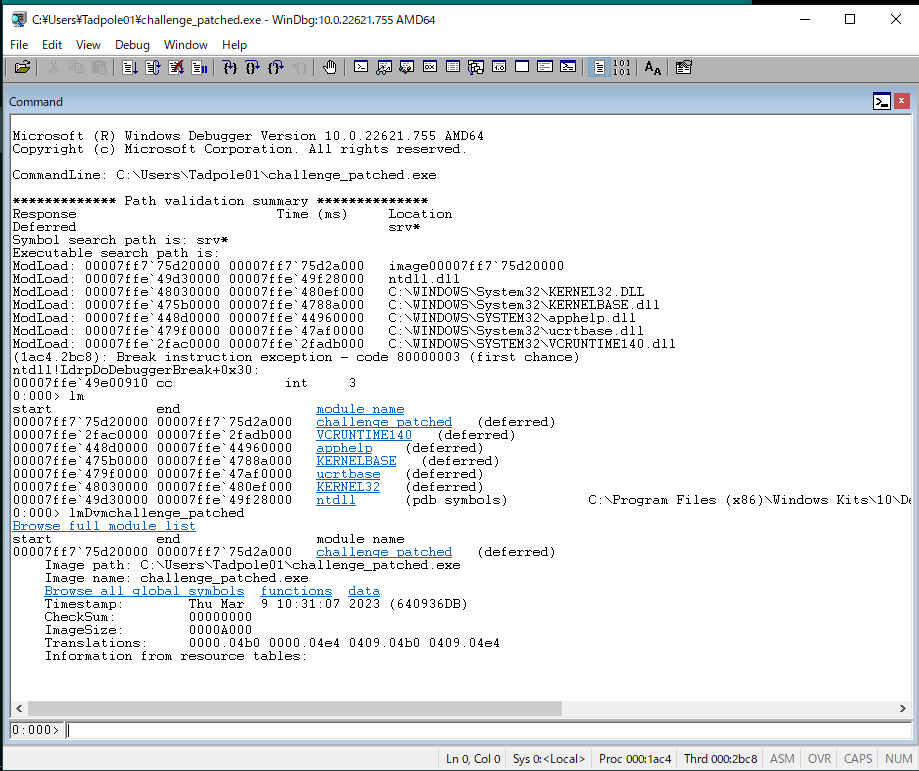 C:¥Users¥Tadpole01¥challenge_patched.exe - WinDbg:10.0.22621.755 AMD64
File Edit View Debug Window Help
Command
Microsoft (R) Windows Debugger Version 10.0.22621.755 AMD64
Copyright (c) Microsoft Corporation. All rights reserved.
CommandLine: C:\Users\Tadpole01\challenge_patched.exe
************* Path validation summary **************
Response Time (ms) Location
Deferred srv*
Symbol search path is: srv*
Executable search path is:
ModLoad: 00007ff7`75d20000 00007ff7`75d2a000 image00007ff7`75d20000
ModLoad: 00007ffe`49d30000 00007ffe`49f28000 ntdll.dll
ModLoad: 00007ffe`48030000 00007ffe`480ef000 C:\WINDOWS\System32\KERNEL32.DLL
ModLoad: 00007ffe`475b0000 00007ffe`4788a000 C:\WINDOWS\System32\KERNELBASE.dll
ModLoad: 00007ffe`448d0000 00007ffe`44960000 C:\WINDOWS\SYSTEM32\apphelp.dll
ModLoad: 00007ffe`479f0000 00007ffe`47af0000 C:\WINDOWS\System32\ucrtbase.dll
ModLoad: 00007ffe`2fac0000 00007ffe`2fadb000 C:\WINDOWS\SYSTEM32\VCRUNTIME140.dll
(1ac4.2bc8): Break instruction exception - code 80000003 (first chance)
ntdll!LdrpDoDebuggerBreak+0x30:
00007ffe`49e00910 cc int 3
0:000> lm
start end module name
00007ff7`75d20000 00007ff7`75d2a000 challenge_patched (deferred)
00007ffe`2fac0000 00007ffe`2fadb000 VCRUNTIME140 (deferred)
00007ffe`448d0000 00007ffe`44960000 apphelp (deferred)
00007ffe`475b0000 00007ffe`4788a000 KERNELBASE (deferred)
00007ffe`479f0000 00007ffe`47af0000 ucrtbase (deferred)
00007ffe`48030000 00007ffe`480ef000 KERNEL32 (deferred)
00007ffe`49d30000 00007ffe`49f28000 ntdll (pdb symbols) C:\Program Files (x86)\Windows Kits\10\De
0:000> lmDvmchallenge_patched
Browse full module list
start end module name
00007ff7`75d20000 00007ff7`75d2a000 challenge_patched (deferred)
Image path: C:\Users\Tadpole01\challenge_patched.exe
Image name: challenge_patched.exe
Browse all global symbols functions data
Timestamp: Thu Mar 9 10:31:07 2023 (640936DB)
CheckSum: 00000000
ImageSize: 0000A000
Translations: 0000.04b0 0000.04e4 0409.04b0 0409.04e4
Information from resource tables:
0:000>
Ln 0, Col 0 Sys 0:<Local> Proc 000:1ac4 Thrd 000:2bc8 ASM OVR CAPS NUM